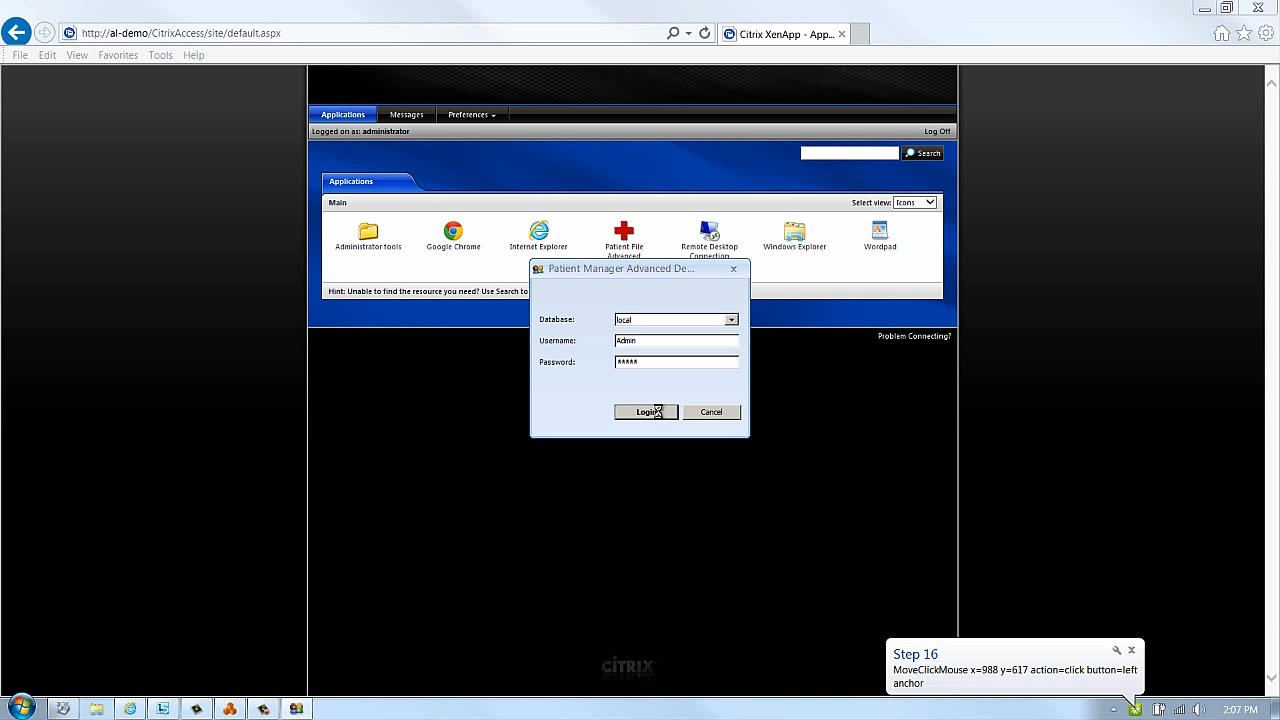 http://al-demo/CitrixAccess/site/default.aspx
Citrix XenApp - App...
File Edit View Favorites Tools Help
Applications Messages Preferences
Logged on as: administrator Log Off
Search
Applications
Main Select view: Icons
Administrator tools Google Chrome Internet Explorer Patient File Advanced Remote Desktop Connection Windows Explorer Wordpad
Hint: Unable to find the resource you need? Use Search to
Problem Connecting?
Patient Manager Advanced De...
Database: local
Username: Admin
Password: *****
Login Cancel
CITRIX
Step 16
MoveClickMouse x=988 y=617 action=click button=left
anchor
2:07 PM